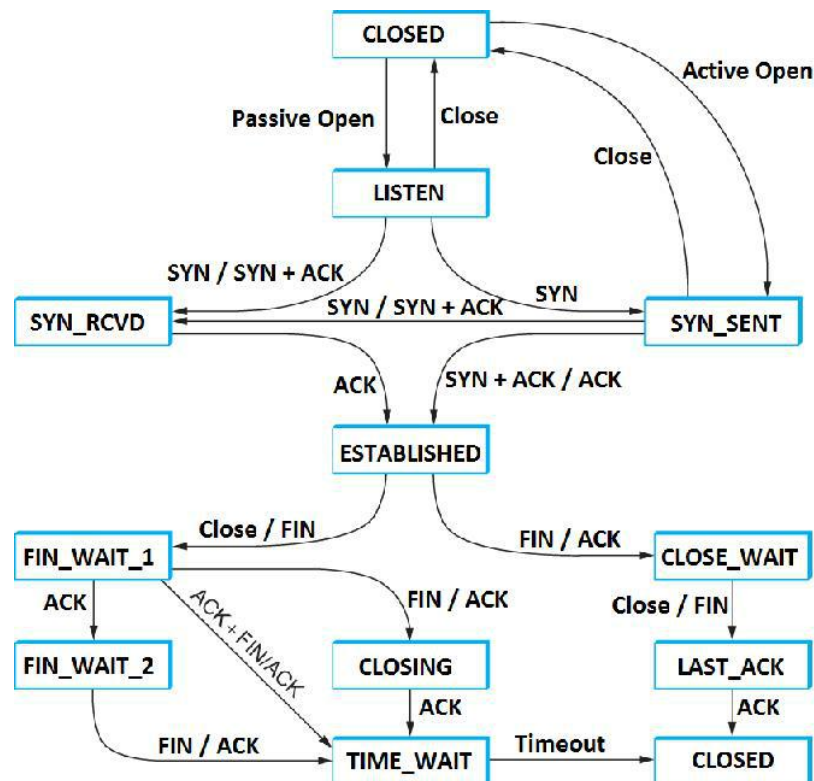 CLOSED
Active Open
Passive Open
Close
Close
LISTEN
SYN / SYN + ACK
SYN
SYN / SYN + ACK
SYN_RCVD
SYN_SENT
ACK
SYN + ACK / ACK
ESTABLISHED
Close / FIN
FIN / ACK
FIN_WAIT_1
CLOSE_WAIT
ACK
ACK + FIN/ACK
FIN / ACK
Close / FIN
FIN_WAIT_2
CLOSING
LAST_ACK
ACK
ACK
FIN / ACK
TIME_WAIT
Timeout
CLOSED